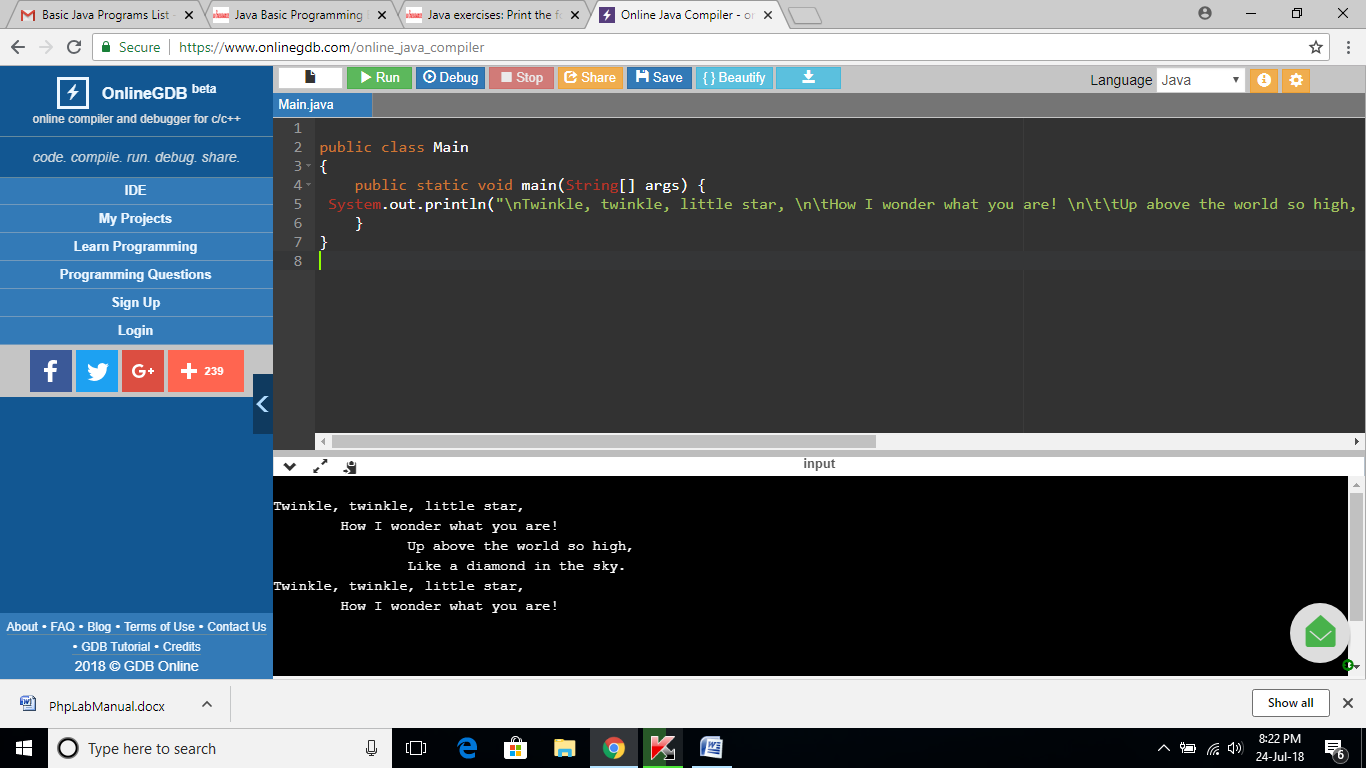 Basic Java Programs List -
Java Basic Programming
Java exercises: Print the fo
Online Java Compiler - on
Secure
https://www.onlinegdb.com/online_java_compiler
OnlineGDB beta
online compiler and debugger for c/c++
code. compile. run. debug. share.
IDE
My Projects
Learn Programming
Programming Questions
Sign Up
Login
f
G+
+ 239
About • FAQ • Blog • Terms of Use • Contact Us
• GDB Tutorial • Credits
2018 © GDB Online
Run
Debug
Stop
Share
Save
{ } Beautify
Language Java
Main.java
1
2 public class Main
3 {
4 public static void main(String[] args) {
5 System.out.println("\nTwinkle, twinkle, little star, \n\tHow I wonder what you are! \n\t\tUp above the world so high,
6 }
7 }
8
input
Twinkle, twinkle, little star,
How I wonder what you are!
Up above the world so high,
Like a diamond in the sky.
Twinkle, twinkle, little star,
How I wonder what you are!
PhpLabManual.docx
Show all
Type here to search
8:22 PM
24-Jul-18
6